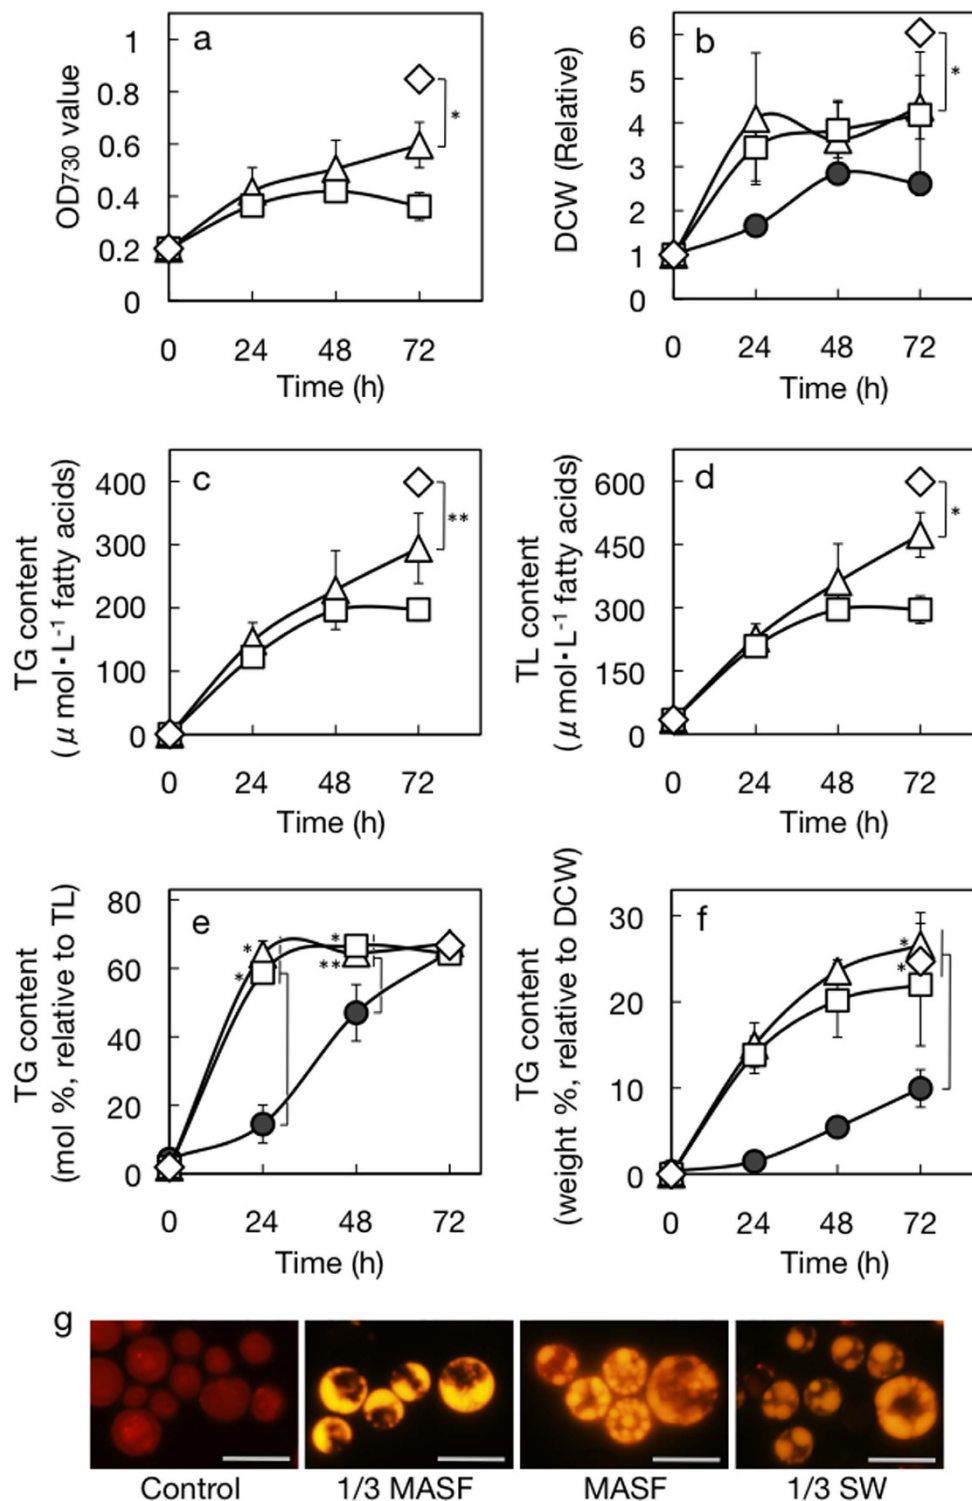 a
OD730 value
1
0.8
0.6
0.4
0.2
0
*
0 24 48 72
Time (h)
b
DCW (Relative)
6
5
4
3
2
1
0
*
0 24 48 72
Time (h)
c
TG content
(μ mol·L-1 fatty acids)
400
300
200
100
0
**
0 24 48 72
Time (h)
d
TL content
(μ mol·L-1 fatty acids)
600
450
300
150
0
*
0 24 48 72
Time (h)
e
TG content
(mol %, relative to TL)
80
60
40
20
0
*
*
*
**
0 24 48 72
Time (h)
f
TG content
(weight %, relative to DCW)
30
20
10
0
*
*
0 24 48 72
Time (h)
g
Control 1/3 MASF MASF 1/3 SW